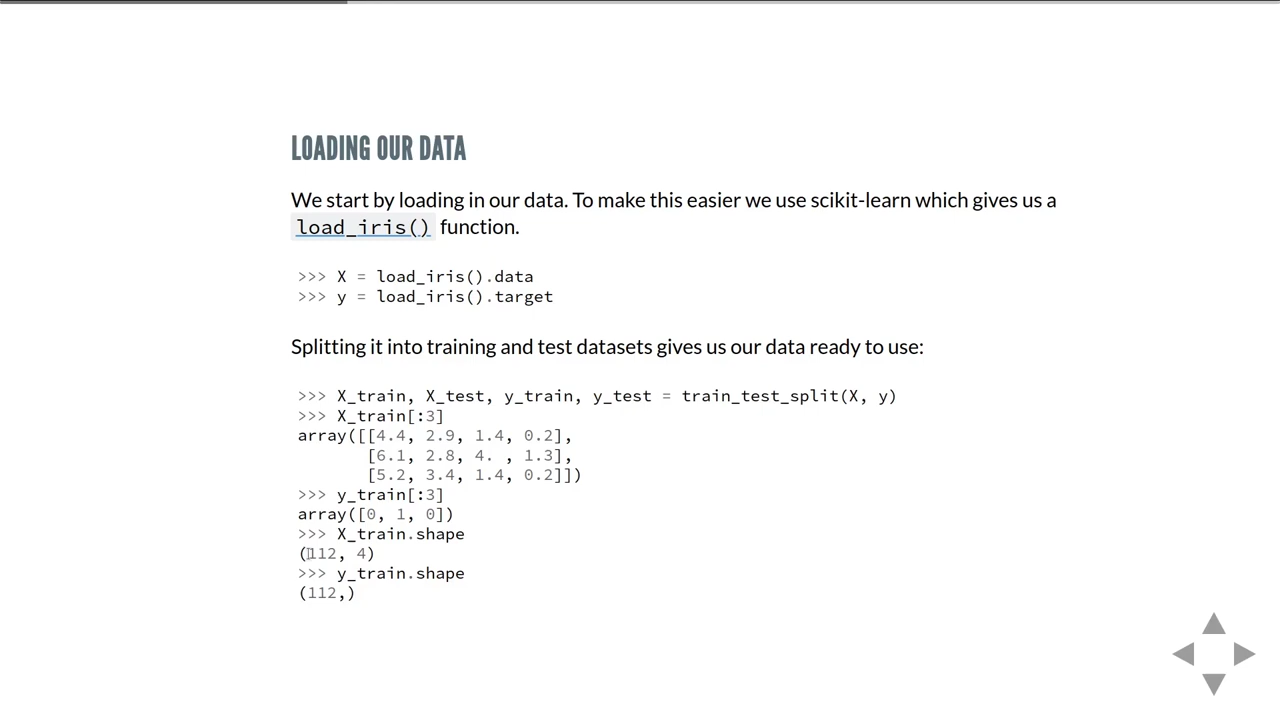 LOADING OUR DATA
We start by loading in our data. To make this easier we use scikit-learn which gives us a
load_iris() function.
>>> X = load_iris().data
>>> y = load_iris().target
Splitting it into training and test datasets gives us our data ready to use:
>>> X_train, X_test, y_train, y_test = train_test_split(X, y)
>>> X_train[:3]
array([[4.4, 2.9, 1.4, 0.2],
       [6.1, 2.8, 4. , 1.3],
       [5.2, 3.4, 1.4, 0.2]])
>>> y_train[:3]
array([0, 1, 0])
>>> X_train.shape
(112, 4)
>>> y_train.shape
(112,)